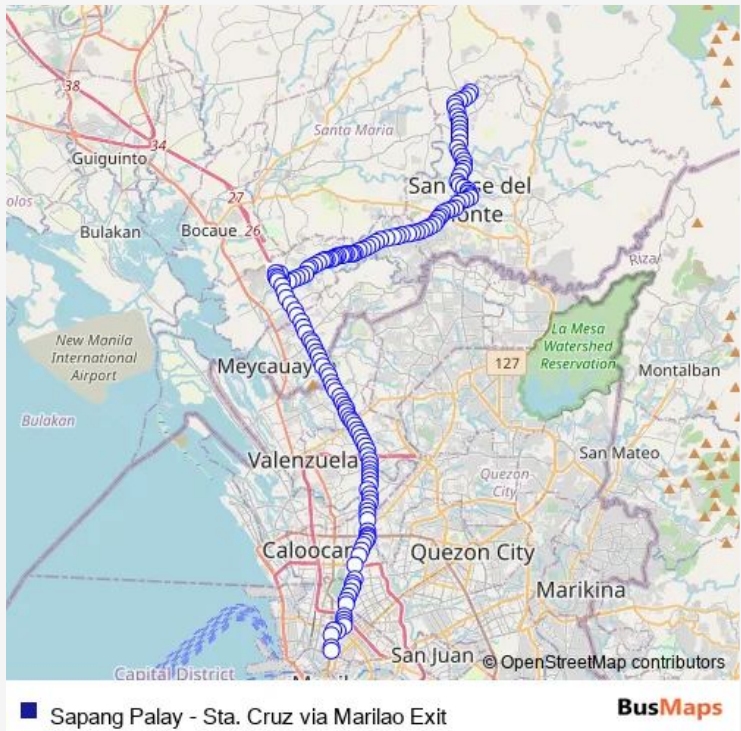 38
Santa Maria
34
Guiguinto
27
San Jose del
Monte
Bulakan
Bocaue
26
Rizal
La Mesa
Watershed
Reservation
New Manila
International
Airport
Meycauay
127
Montalban
Bulakan
Valenzuela
San Mateo
Quezon
City
Caloocan
Quezon City
Marikina
San Juan
© OpenStreetMap contributors
Capital District
Sapang Palay - Sta. Cruz via Marilao Exit
BusMaps